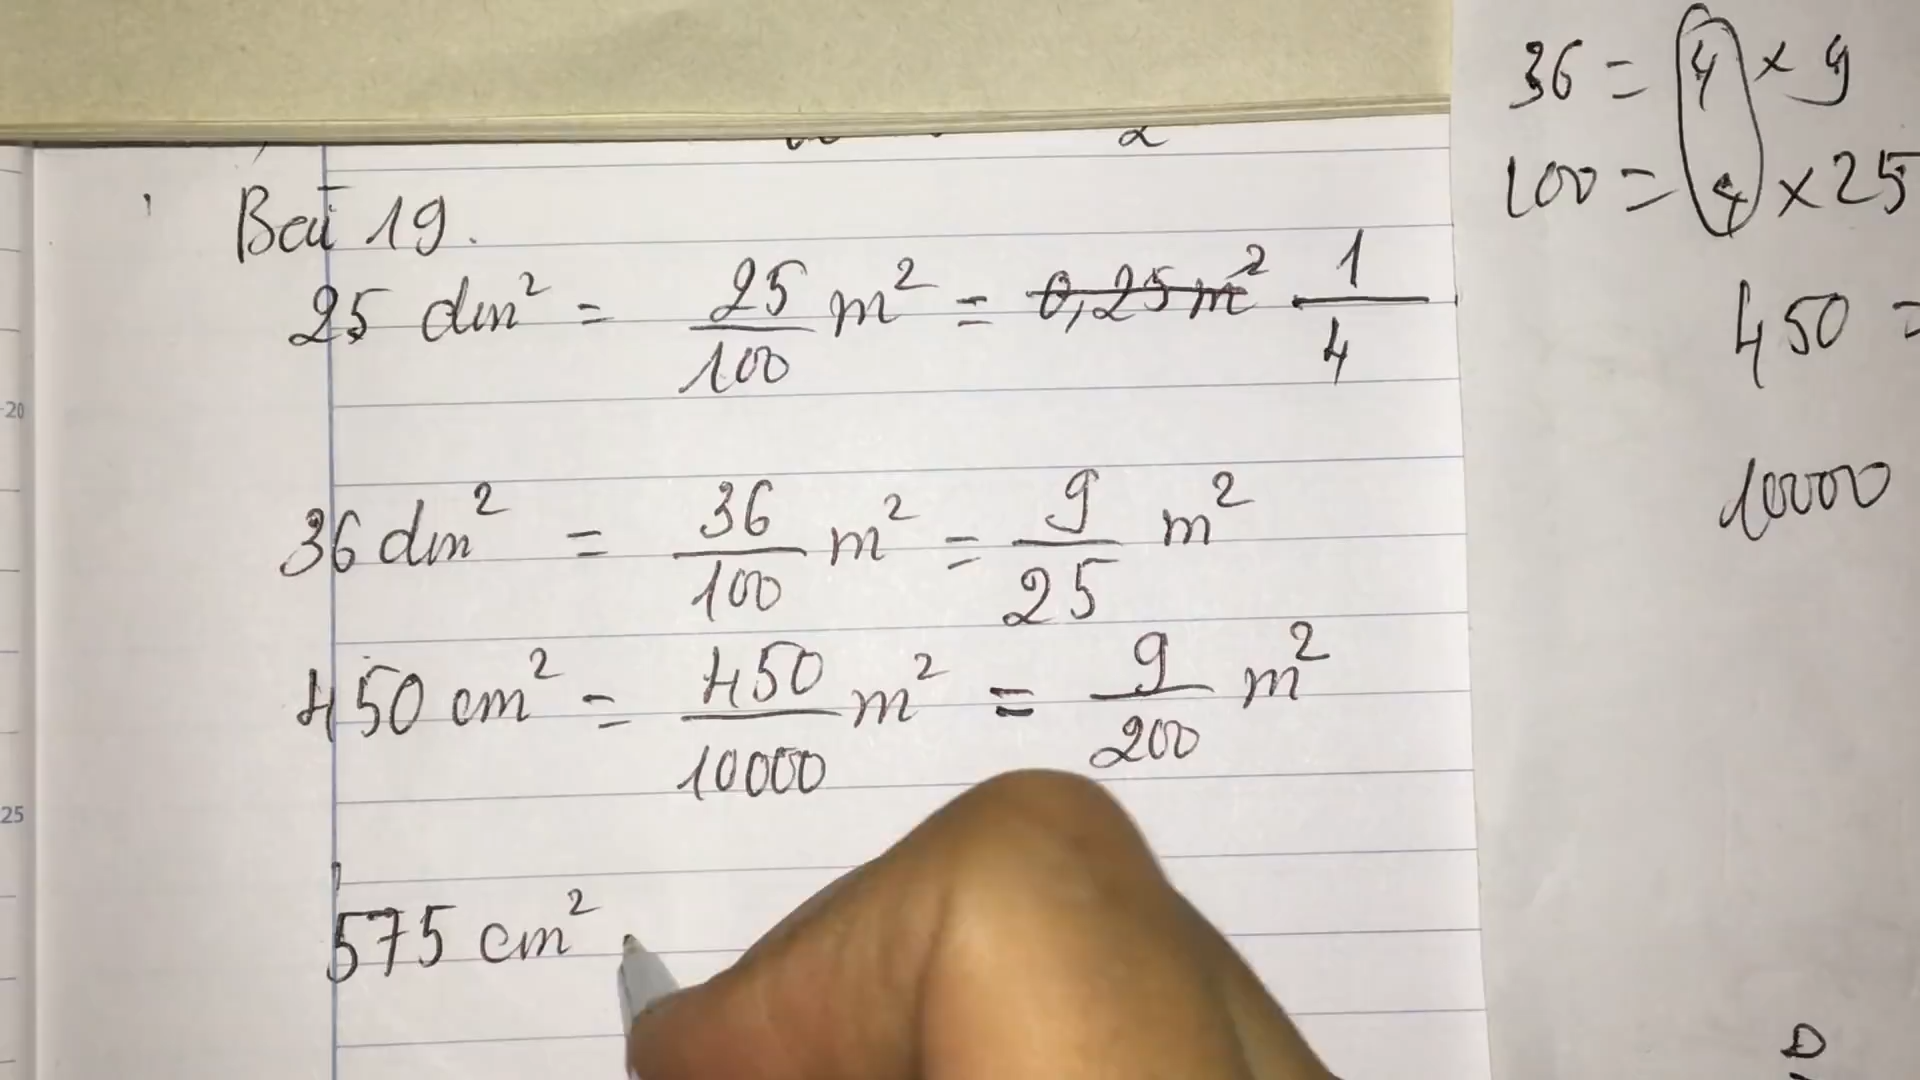 Bài 19.
25 dm² = 25/100 m² = ~~0,25 m²~~ 1/4
36 dm² = 36/100 m² = 9/25 m²
450 cm² = 450/10000 m² = 9/200 m²
575 cm²
36 = 4 × 9
100 = 4 × 25
450 =
10000
20
25